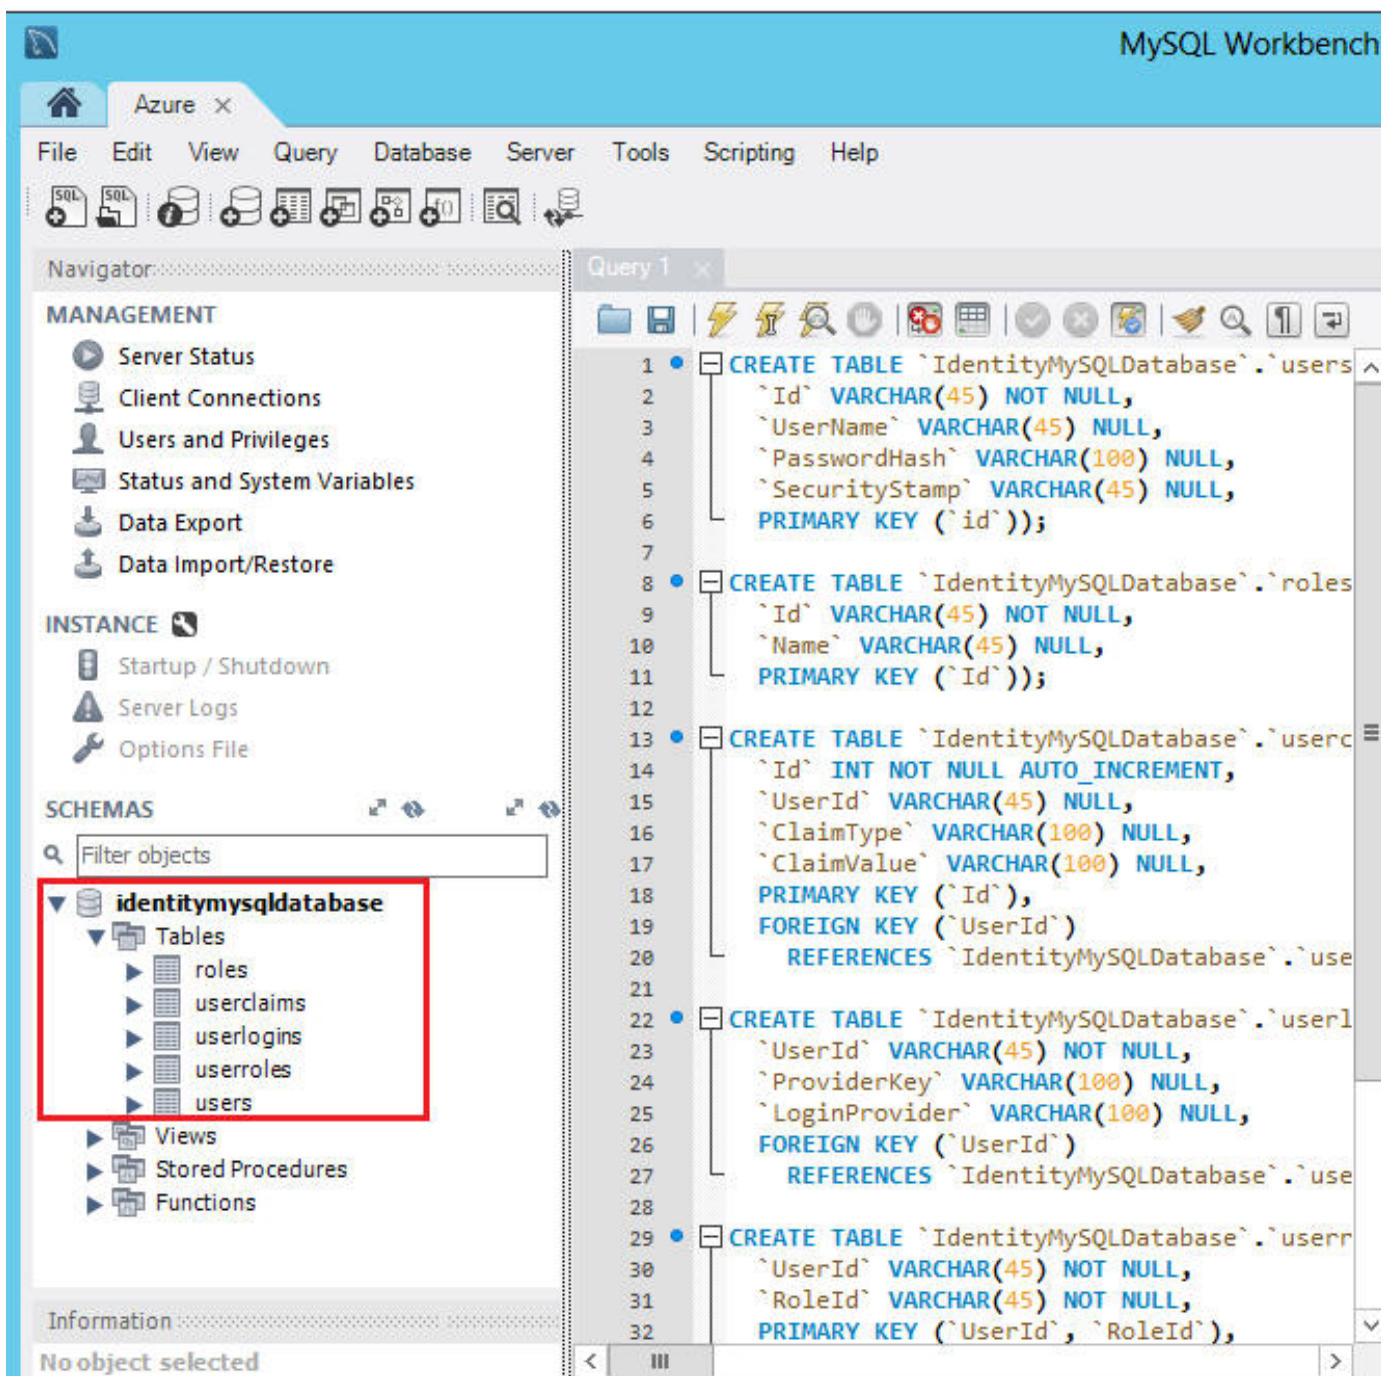 MySQL Workbench
Azure
File Edit View Query Database Server Tools Scripting Help
SQL SQL f()
Navigator
MANAGEMENT
Server Status
Client Connections
Users and Privileges
Status and System Variables
Data Export
Data Import/Restore
INSTANCE
Startup / Shutdown
Server Logs
Options File
SCHEMAS
Filter objects
identitymysqldatabase
Tables
roles
userclaims
userlogins
userroles
users
Views
Stored Procedures
Functions
Information
No object selected
Query 1
1 CREATE TABLE `IdentityMySQLDatabase`.`users
2 `Id` VARCHAR(45) NOT NULL,
3 `UserName` VARCHAR(45) NULL,
4 `PasswordHash` VARCHAR(100) NULL,
5 `SecurityStamp` VARCHAR(45) NULL,
6 PRIMARY KEY (`id`));
7
8 CREATE TABLE `IdentityMySQLDatabase`.`roles
9 `Id` VARCHAR(45) NOT NULL,
10 `Name` VARCHAR(45) NULL,
11 PRIMARY KEY (`Id`));
12
13 CREATE TABLE `IdentityMySQLDatabase`.`userc
14 `Id` INT NOT NULL AUTO_INCREMENT,
15 `UserId` VARCHAR(45) NULL,
16 `ClaimType` VARCHAR(100) NULL,
17 `ClaimValue` VARCHAR(100) NULL,
18 PRIMARY KEY (`Id`),
19 FOREIGN KEY (`UserId`)
20 REFERENCES `IdentityMySQLDatabase`.`use
21
22 CREATE TABLE `IdentityMySQLDatabase`.`userl
23 `UserId` VARCHAR(45) NOT NULL,
24 `ProviderKey` VARCHAR(100) NULL,
25 `LoginProvider` VARCHAR(100) NULL,
26 FOREIGN KEY (`UserId`)
27 REFERENCES `IdentityMySQLDatabase`.`use
28
29 CREATE TABLE `IdentityMySQLDatabase`.`userr
30 `UserId` VARCHAR(45) NOT NULL,
31 `RoleId` VARCHAR(45) NOT NULL,
32 PRIMARY KEY (`UserId`, `RoleId`),